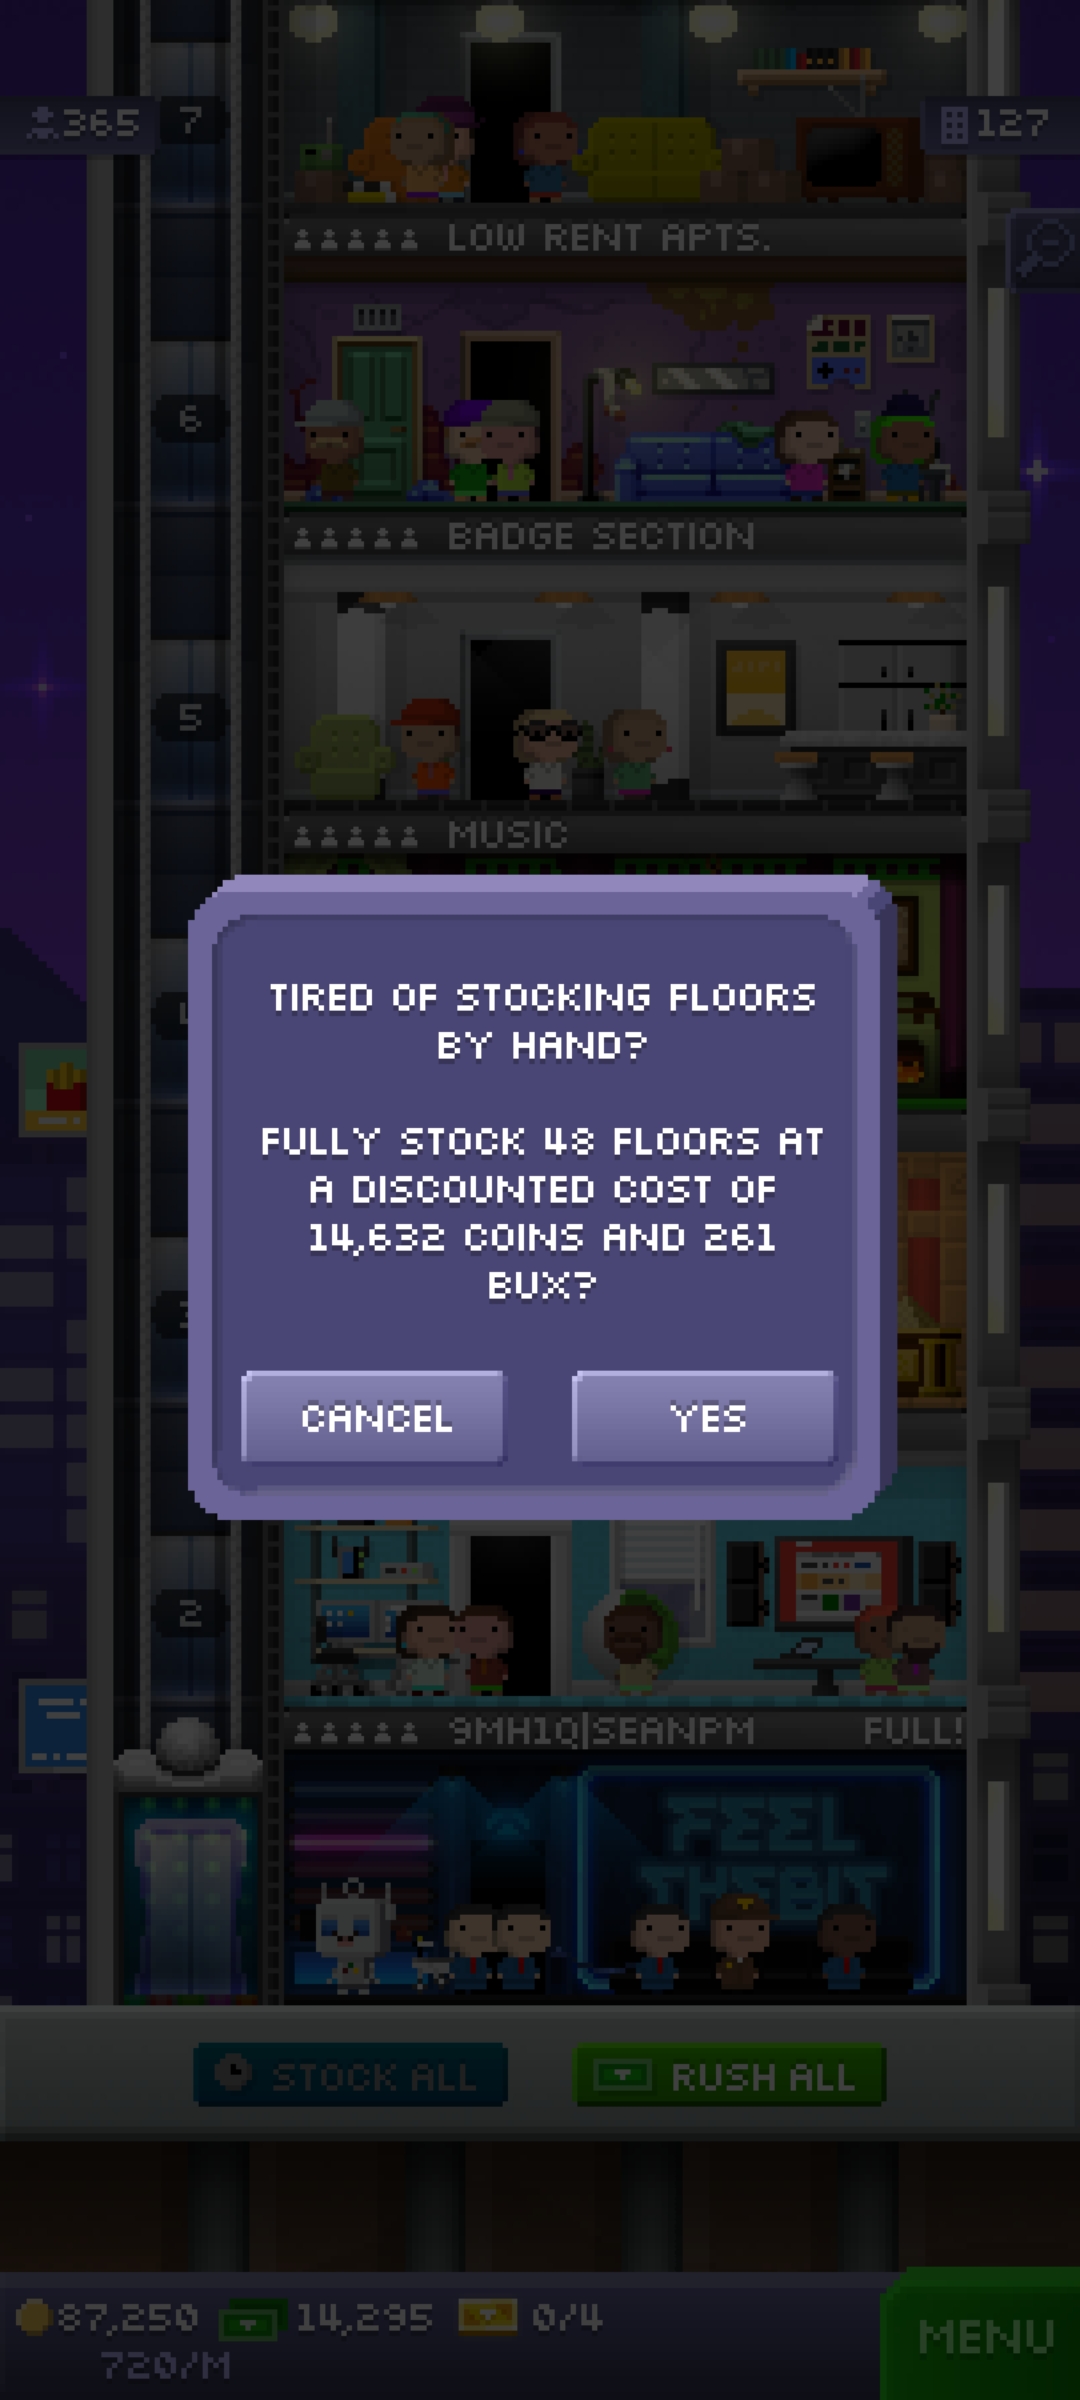 365
7
127
LOW RENT APTS.
6
BADGE SECTION
5
MUSIC
TIRED OF STOCKING FLOORS
BY HAND?
FULLY STOCK 48 FLOORS AT
A DISCOUNTED COST OF
14,632 COINS AND 261
BUX?
CANCEL
YES
2
9MH1Q|SEANPM
FULL!
FEEL
THEBIT
STOCK ALL
RUSH ALL
87,250
14,295
0/4
720/M
MENU